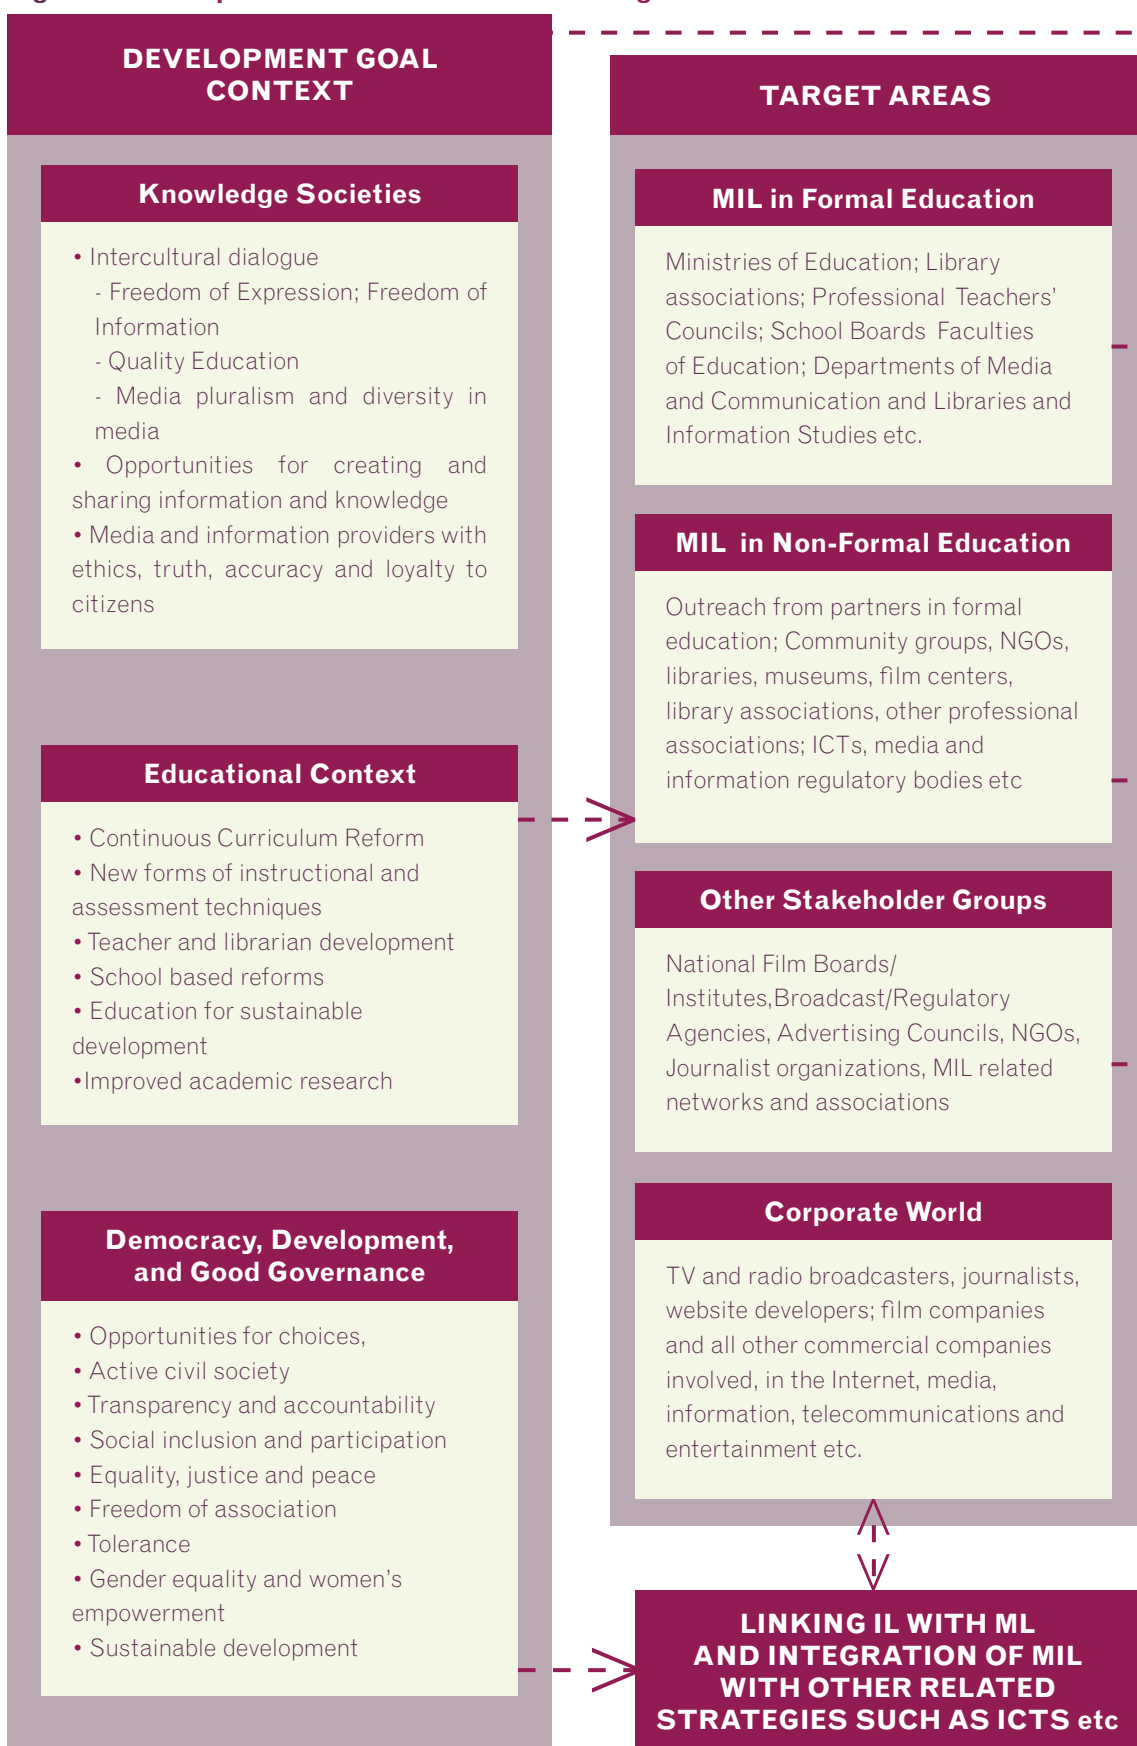 DEVELOPMENT GOAL
CONTEXT
Knowledge Societies
• Intercultural dialogue
- Freedom of Expression; Freedom of
Information
- Quality Education
- Media pluralism and diversity in
media
• Opportunities for creating and
sharing information and knowledge
• Media and information providers with
ethics, truth, accuracy and loyalty to
citizens
Educational Context
• Continuous Curriculum Reform
• New forms of instructional and
assessment techniques
• Teacher and librarian development
• School based reforms
• Education for sustainable
development
•Improved academic research
Democracy, Development,
and Good Governance
• Opportunities for choices,
• Active civil society
• Transparency and accountability
• Social inclusion and participation
• Equality, justice and peace
• Freedom of association
• Tolerance
• Gender equality and women's
empowerment
• Sustainable development
TARGET AREAS
MIL in Formal Education
Ministries of Education; Library
associations; Professional Teachers'
Councils; School Boards Faculties
of Education; Departments of Media
and Communication and Libraries and
Information Studies etc.
MIL in Non-Formal Education
Outreach from partners in formal
education; Community groups, NGOs,
libraries, museums, film centers,
library associations, other professional
associations; ICTs, media and
information regulatory bodies etc
Other Stakeholder Groups
National Film Boards/
Institutes,Broadcast/Regulatory
Agencies, Advertising Councils, NGOs,
Journalist organizations, MIL related
networks and associations
Corporate World
TV and radio broadcasters, journalists,
website developers; film companies
and all other commercial companies
involved, in the Internet, media,
information, telecommunications and
entertainment etc.
LINKING IL WITH ML
AND INTEGRATION OF MIL
WITH OTHER RELATED
STRATEGIES SUCH AS ICTS etc